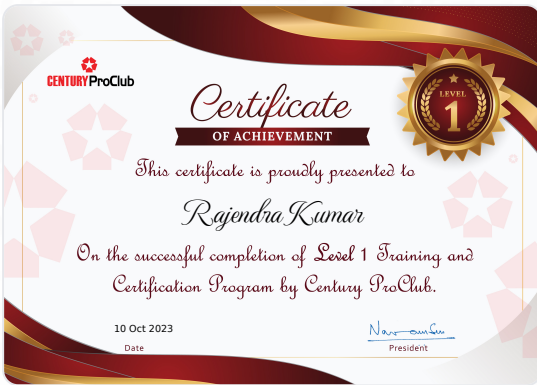 CENTURY ProClub
Certificate
OF ACHIEVEMENT
LEVEL
1
This certificate is proudly presented to
Rajendra Kumar
On the successful completion of Level 1 Training and
Certification Program by Century ProClub.
10 Oct 2023
Date
President